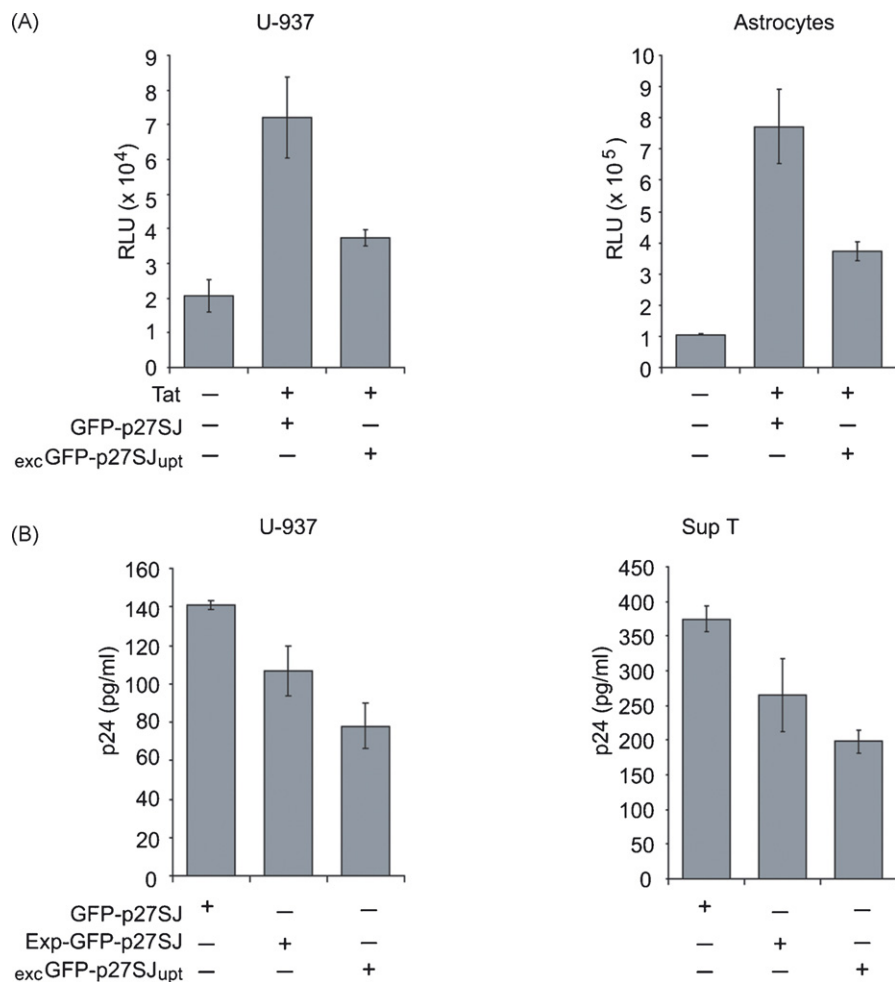 (A)
U-937
Astrocytes
9
8
7
6
5
4
3
2
1
0
RLU (x 10⁴)
10
9
8
7
6
5
4
3
2
1
0
RLU (x 10⁵)
Tat — + +
GFP-p27SJ — + —
excGFP-p27SJupt — — +
— + +
— + —
— — +
(B)
U-937
Sup T
160
140
120
100
80
60
40
20
0
p24 (pg/ml)
450
400
350
300
250
200
150
100
50
0
p24 (pg/ml)
GFP-p27SJ + — —
Exp-GFP-p27SJ — + —
excGFP-p27SJupt — — +
+ — —
— + —
— — +